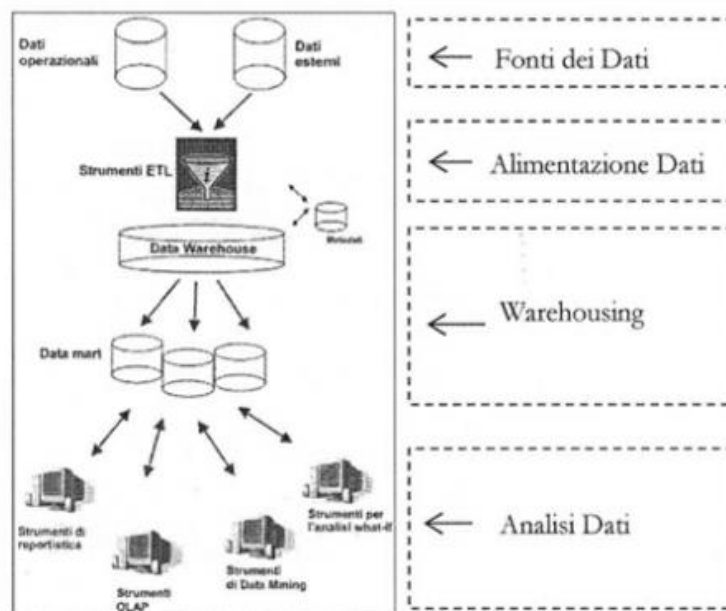 Dati
operazionali
Dati
esterni
Fonti dei Dati
Strumenti ETL
i
Alimentazione Dati
Metadati
Data Warehouse
Warehousing
Data mart
Strumenti di
reportistica
Strumenti
OLAP
Strumenti
di Data Mining
Strumenti per
l'analisi what-if
Analisi Dati